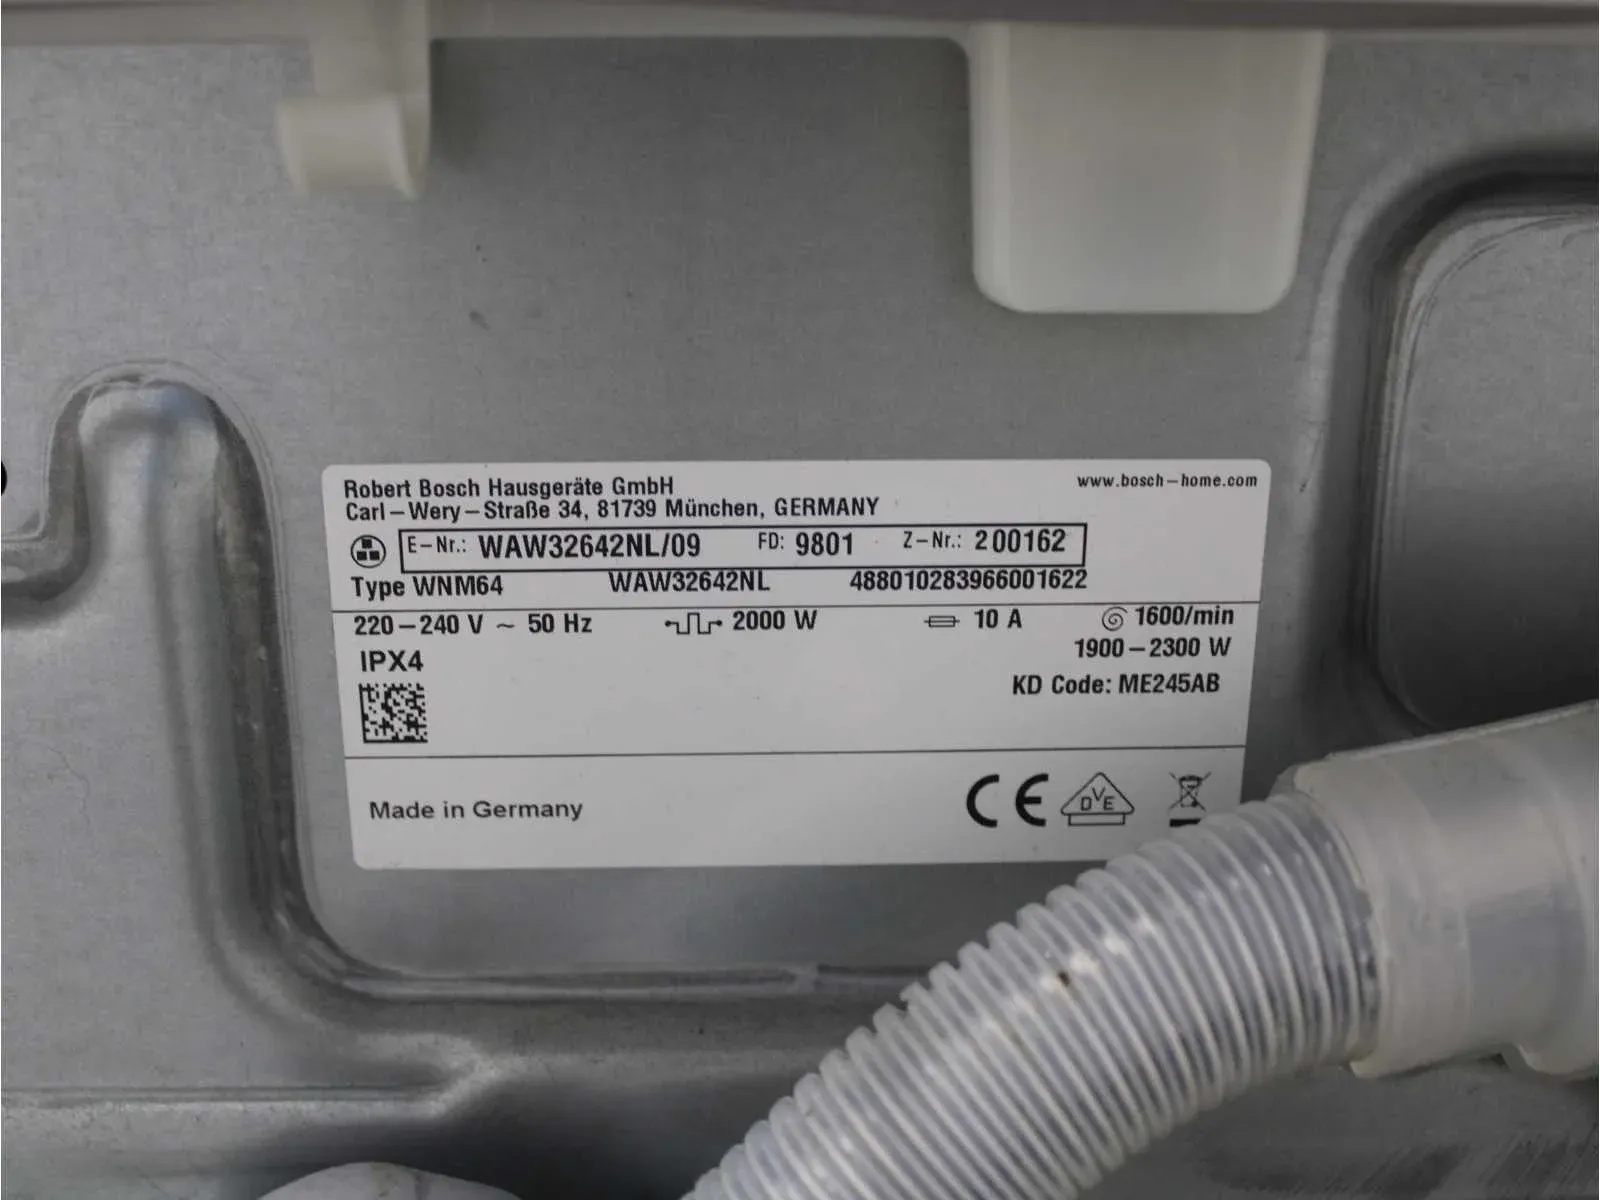 Robert Bosch Hausgeräte GmbH www.bosch-home.com
Carl-Wery-Straße 34, 81739 München, GERMANY
E-Nr.: WAW32642NL/09 FD: 9801 Z-Nr.: 200162
Type WNM64 WAW32642NL 488010283966001622
220-240 V ~ 50 Hz 2000 W 10 A 1600/min
1900-2300 W
IPX4
KD Code: ME245AB
Made in Germany CE DVE